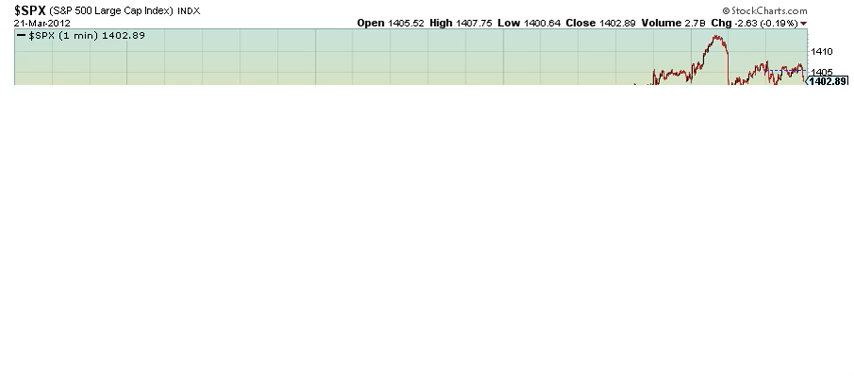 $SPX (S&P 500 Large Cap Index) INDX
© StockCharts.com
21-Mar-2012
Open 1405.52 High 1407.75 Low 1400.64 Close 1402.89 Volume 2.7B Chg -2.63 (-0.19%)
$SPX (1 min) 1402.89
1410
1405
1402.89